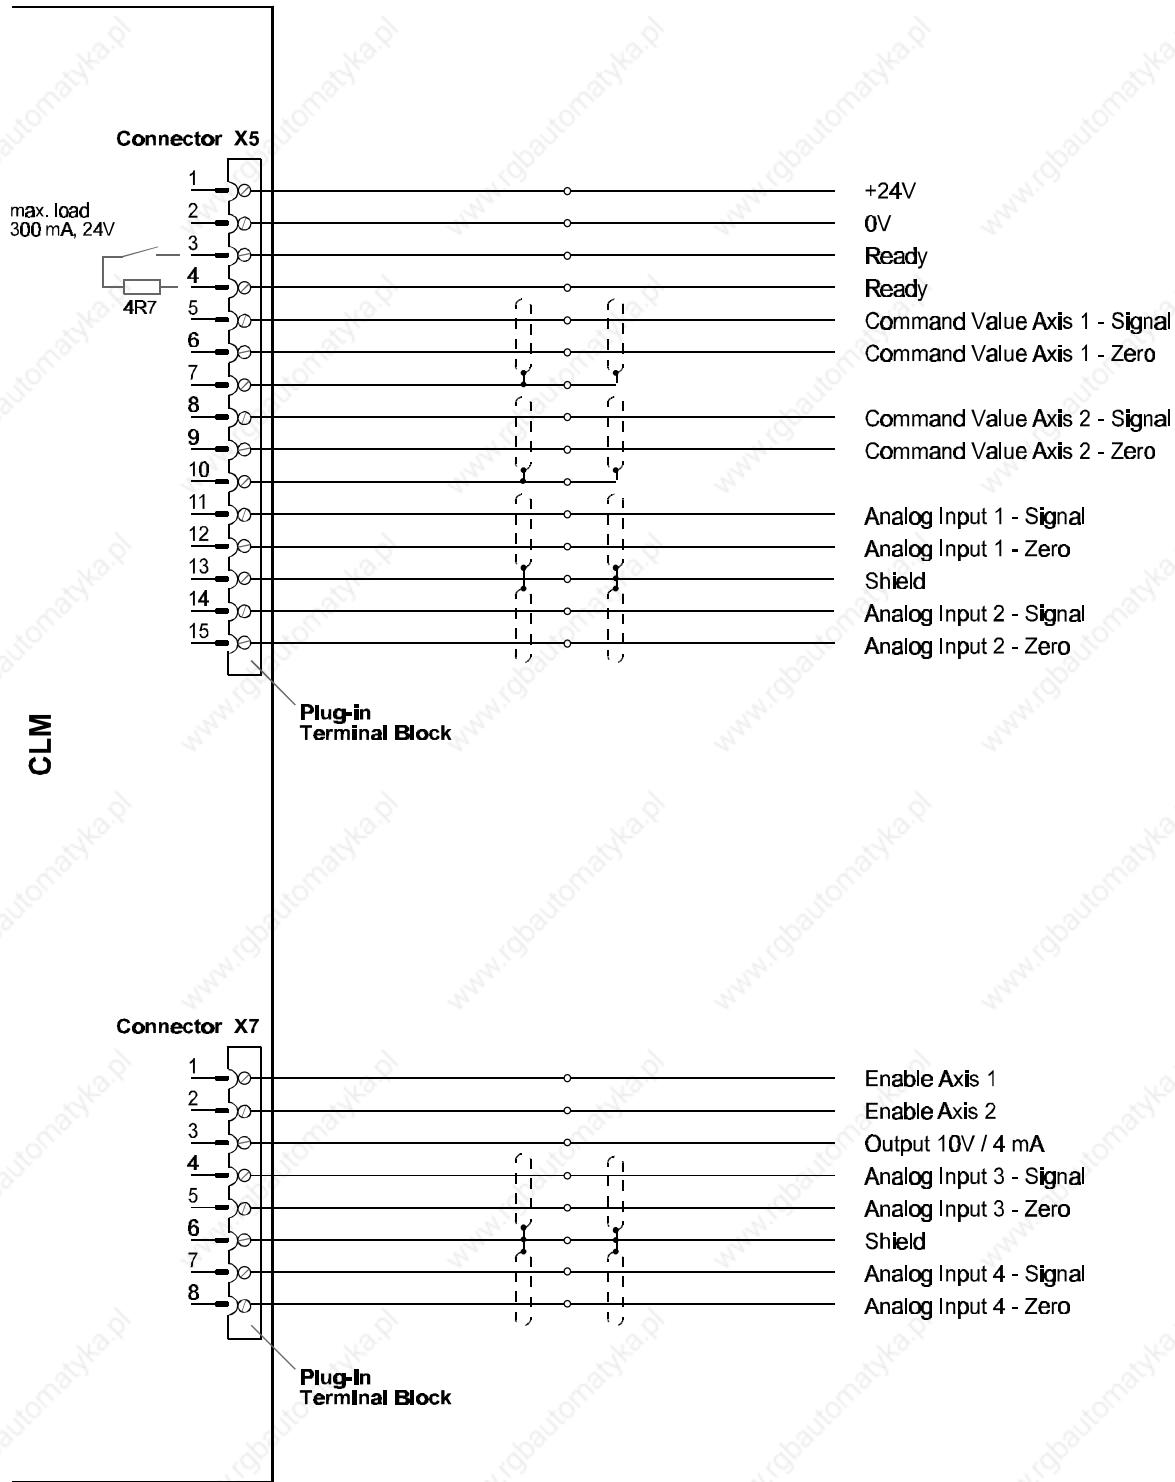 Connector X5
1 +24V
max. load
300 mA, 24V
2 0V
3 Ready
4 Ready
4R7
5 Command Value Axis 1 - Signal
6 Command Value Axis 1 - Zero
7
8 Command Value Axis 2 - Signal
9 Command Value Axis 2 - Zero
10
11 Analog Input 1 - Signal
12 Analog Input 1 - Zero
13 Shield
14 Analog Input 2 - Signal
15 Analog Input 2 - Zero
Plug-in
Terminal Block
CLM
Connector X7
1 Enable Axis 1
2 Enable Axis 2
3 Output 10V / 4 mA
4 Analog Input 3 - Signal
5 Analog Input 3 - Zero
6 Shield
7 Analog Input 4 - Signal
8 Analog Input 4 - Zero
Plug-In
Terminal Block
www.rgbautomatyka.pl